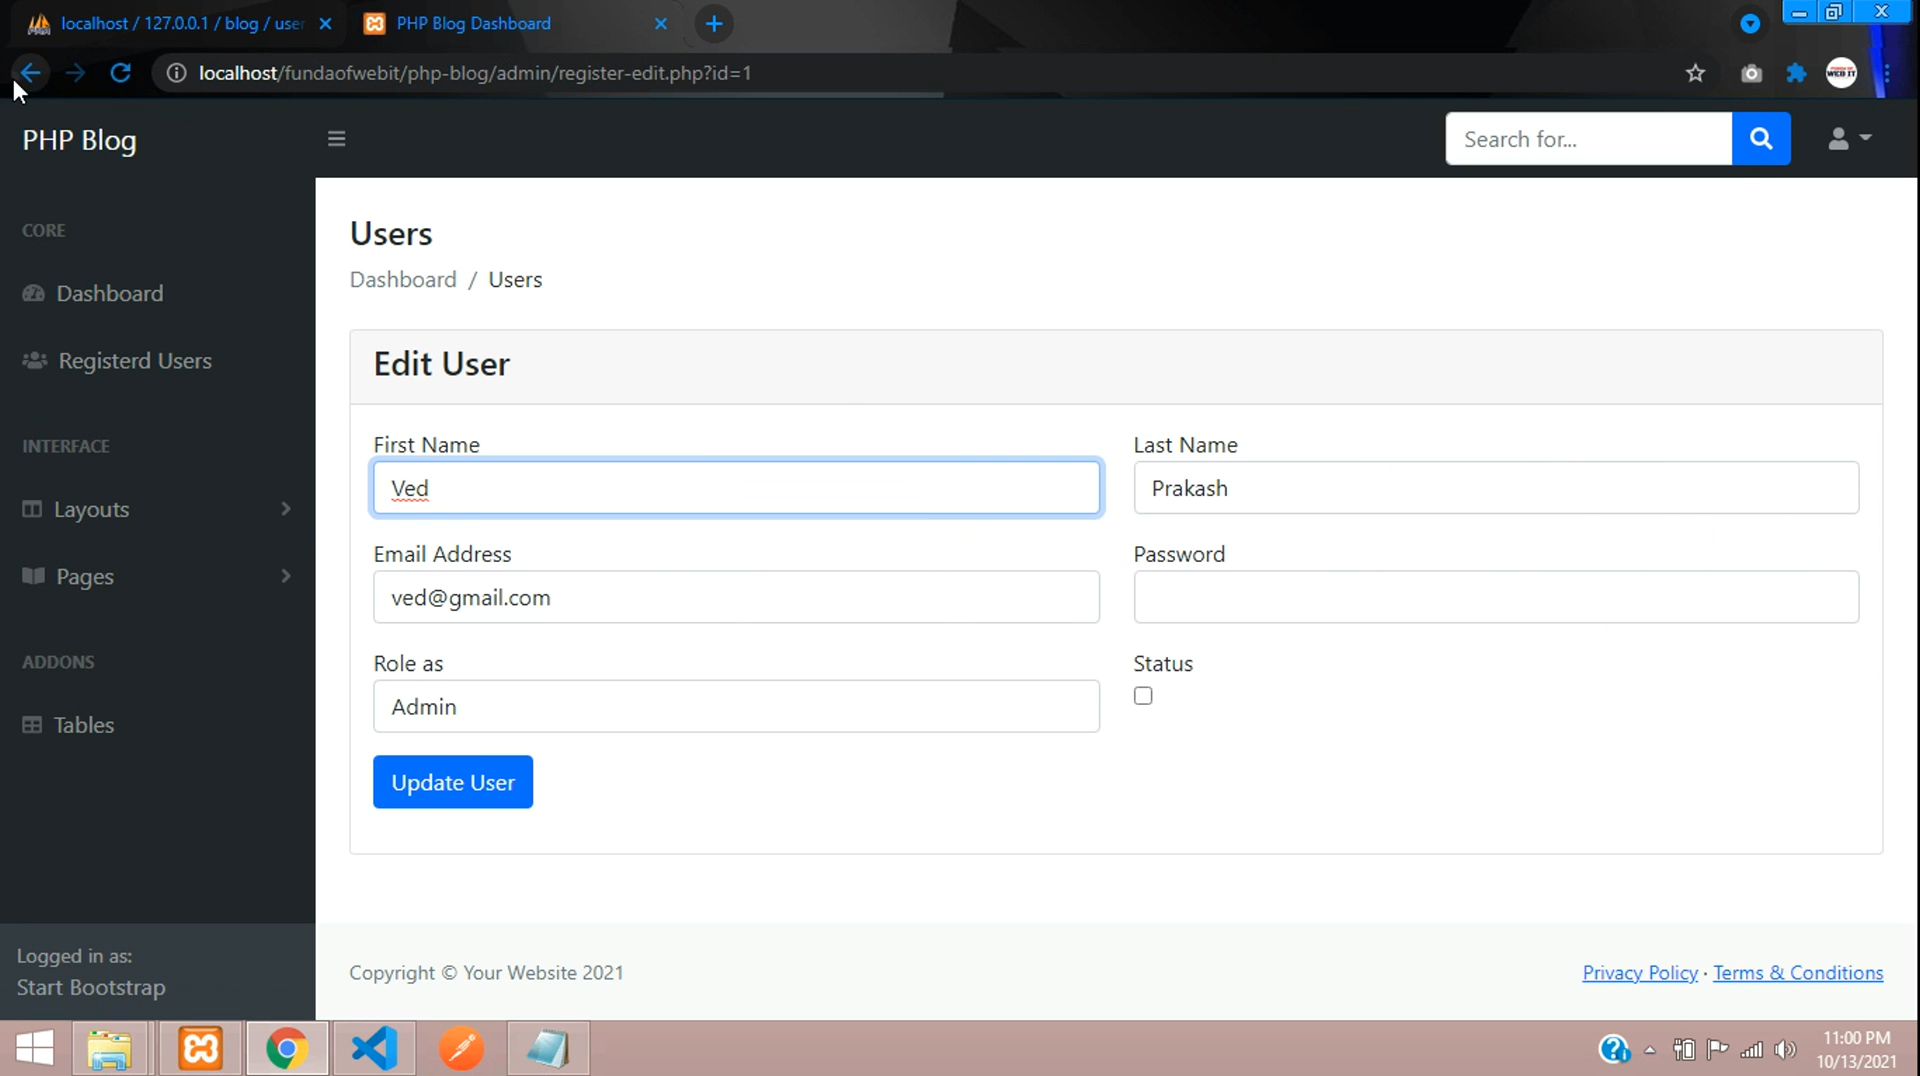 localhost / 127.0.0.1 / blog / user
PHP Blog Dashboard
localhost/fundaofwebit/php-blog/admin/register-edit.php?id=1
WEB IT
PHP Blog
Search for...
CORE
Dashboard
Registerd Users
INTERFACE
Layouts
Pages
ADDONS
Tables
Logged in as:
Start Bootstrap
Users
Dashboard / Users
Edit User
First Name
Last Name
Ved
Prakash
Email Address
Password
ved@gmail.com
Role as
Status
Admin
Update User
Copyright © Your Website 2021
Privacy Policy · Terms & Conditions
11:00 PM
10/13/2021